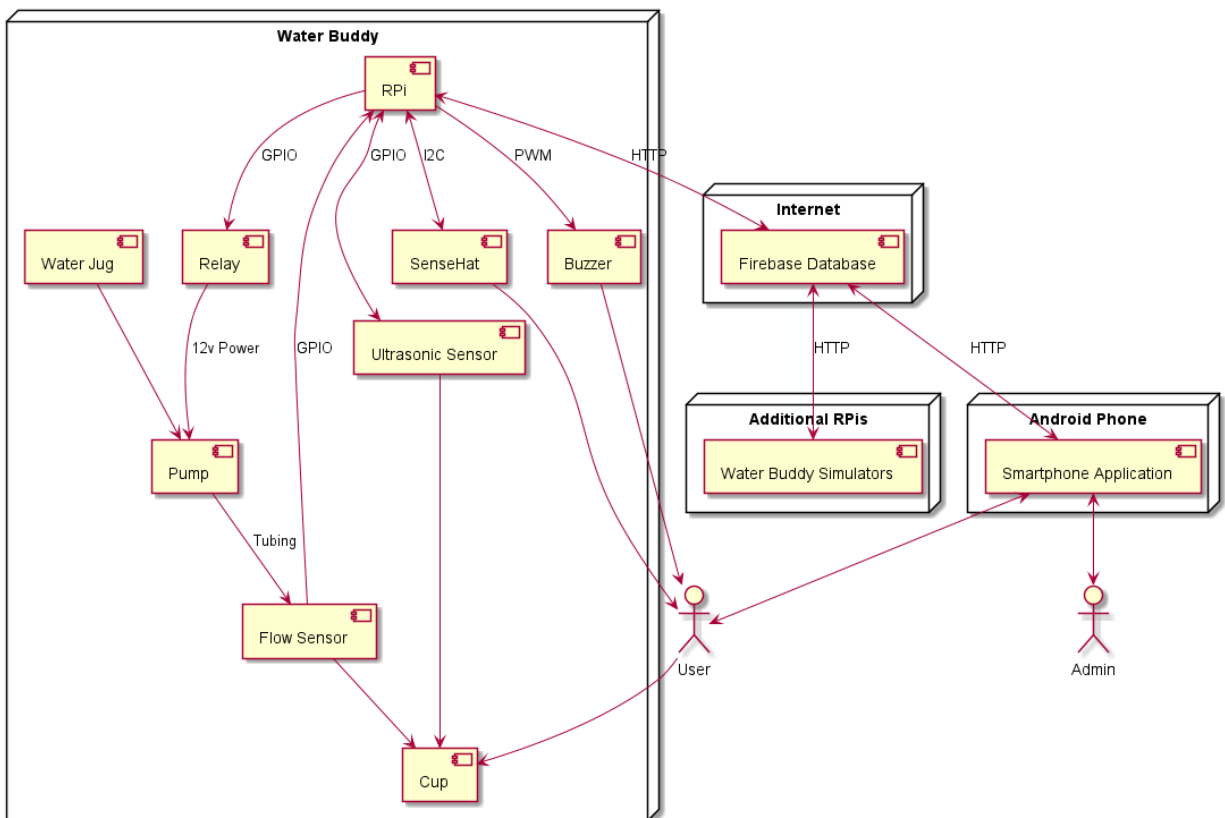 Water Buddy
RPi
GPIO
GPIO
I2C
PWM
HTTP
Internet
Water Jug
Relay
SenseHat
Buzzer
Firebase Database
12v Power
GPIO
Ultrasonic Sensor
HTTP
HTTP
Additional RPis
Android Phone
Pump
Water Buddy Simulators
Smartphone Application
Tubing
Flow Sensor
User
Admin
Cup